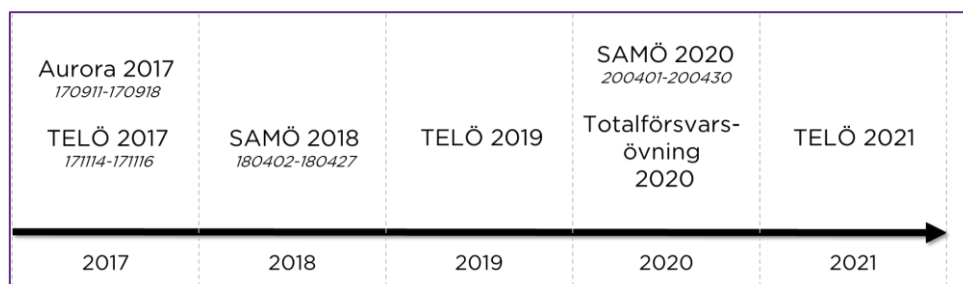 Aurora 2017
170911-170918
TELÖ 2017
171114-171116
SAMÖ 2018
180402-180427
TELÖ 2019
SAMÖ 2020
200401-200430
Totalförsvars-
övning
2020
TELÖ 2021
2017
2018
2019
2020
2021